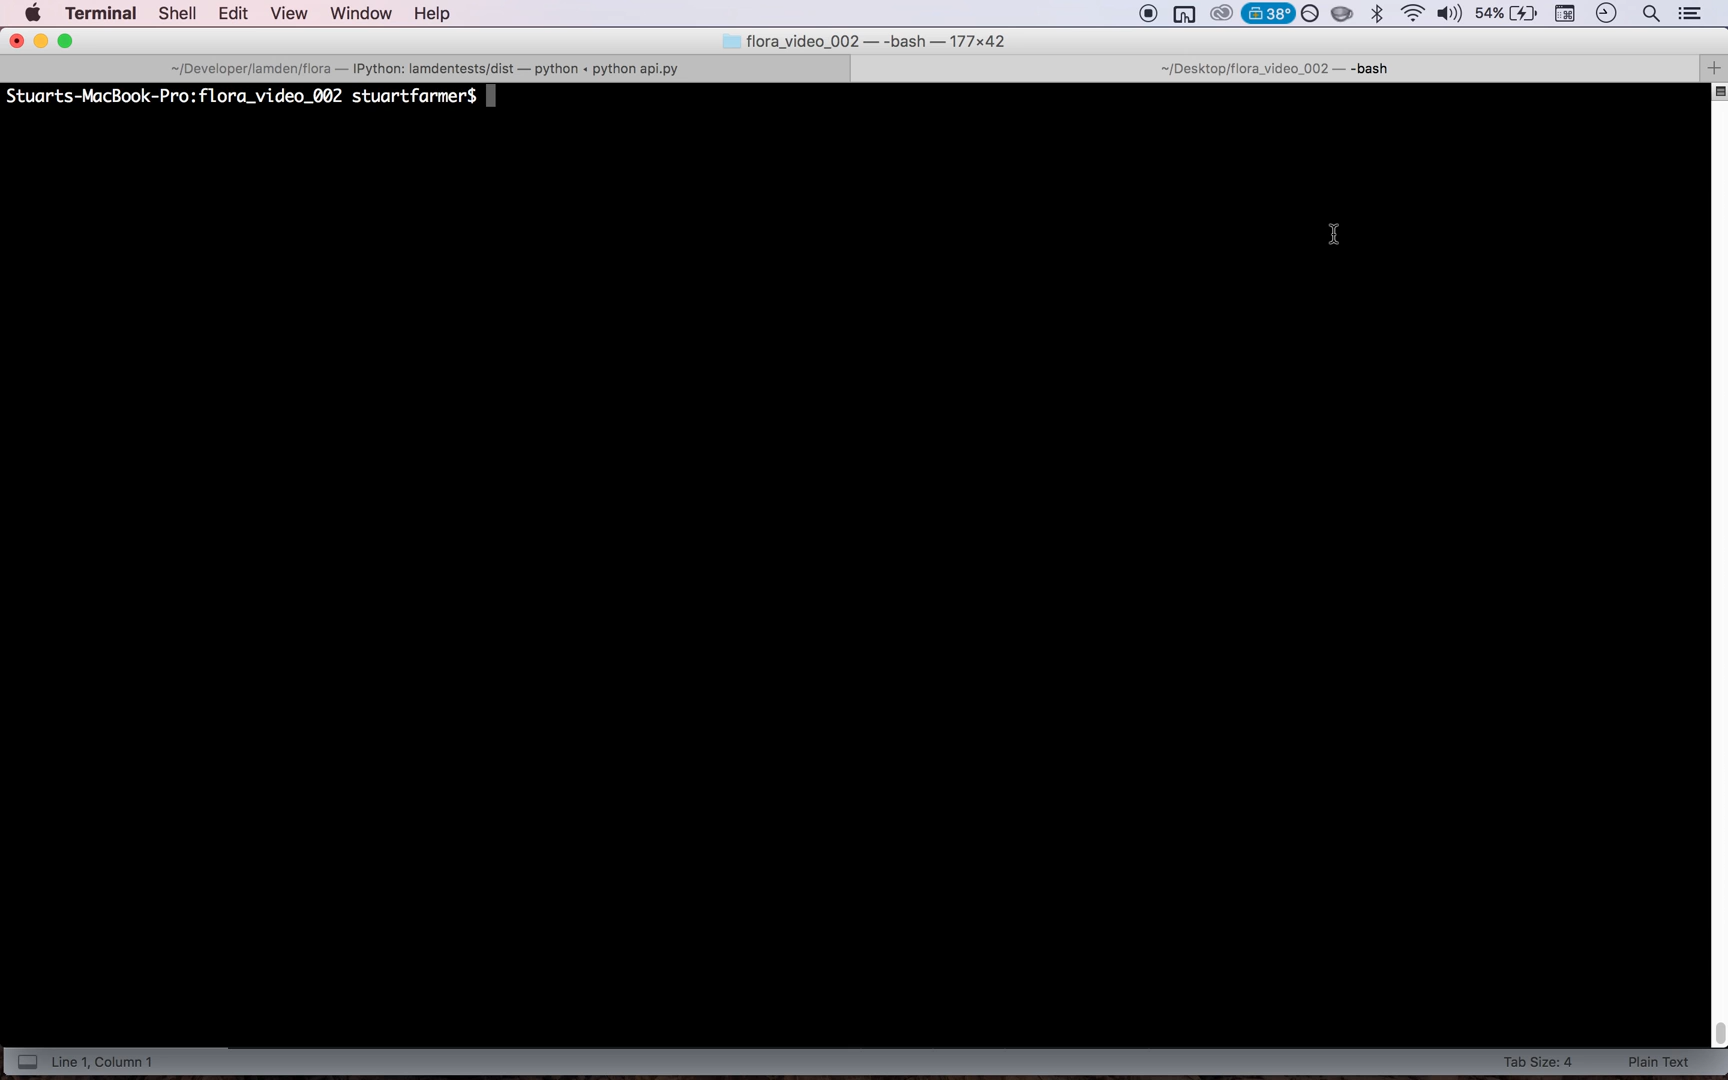 Terminal Shell Edit View Window Help 38° 54%
flora_video_002 — -bash — 177×42
~/Developer/lamden/flora — IPython: lamdentests/dist — python ◂ python api.py ~/Desktop/flora_video_002 — -bash
Stuarts-MacBook-Pro:flora_video_002 stuartfarmer$
Line 1, Column 1 Tab Size: 4 Plain Text